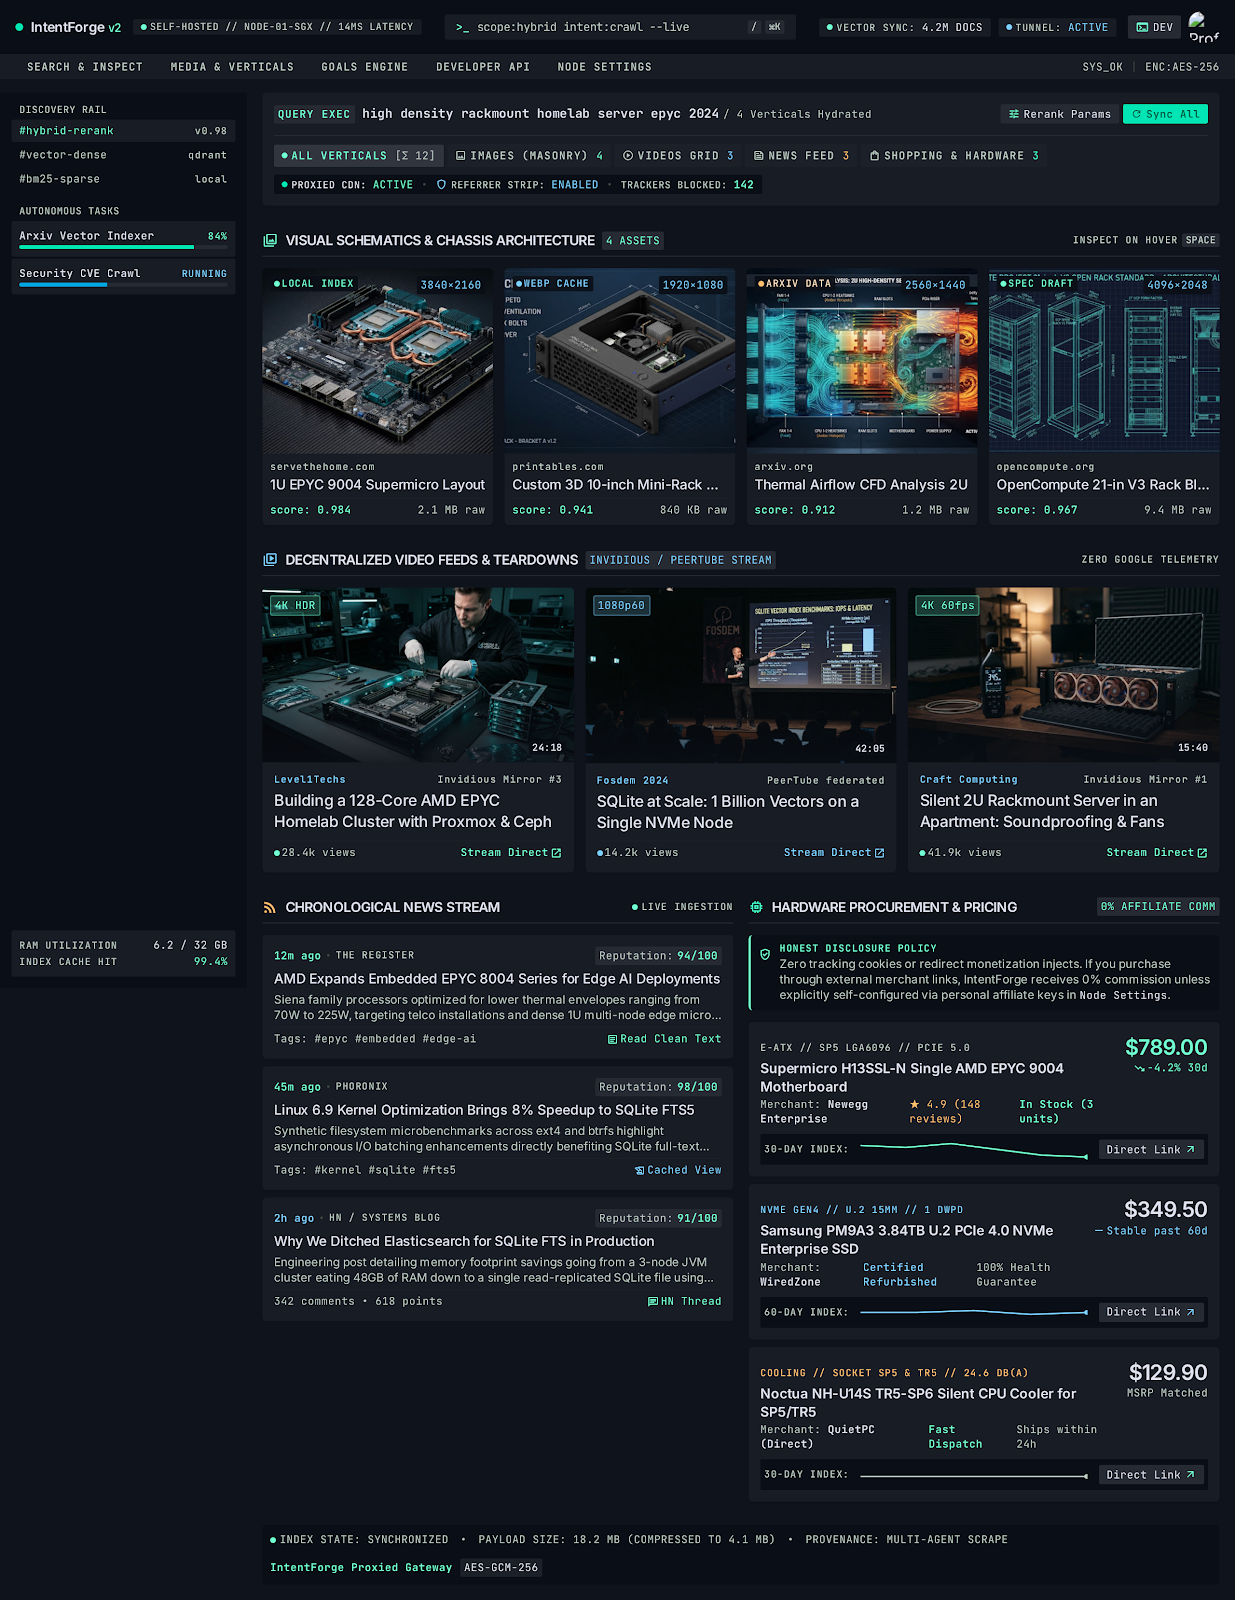 IntentForge v2
SELF-HOSTED // NODE-01-SGX // 14MS LATENCY
>_ scope:hybrid intent:crawl --live
/ ⌘K
VECTOR SYNC: 4.2M DOCS
TUNNEL: ACTIVE
DEV
SEARCH & INSPECT
MEDIA & VERTICALS
GOALS ENGINE
DEVELOPER API
NODE SETTINGS
SYS_OK | ENC:AES-256
DISCOVERY RAIL
#hybrid-rerank v0.98
#vector-dense qdrant
#bm25-sparse local
AUTONOMOUS TASKS
Arxiv Vector Indexer 84%
Security CVE Crawl RUNNING
RAM UTILIZATION 6.2 / 32 GB
INDEX CACHE HIT 99.4%
QUERY EXEC high density rackmount homelab server epyc 2024 / 4 Verticals Hydrated
Rerank Params
Sync All
ALL VERTICALS [Σ 12]
IMAGES (MASONRY) 4
VIDEOS GRID 3
NEWS FEED 3
SHOPPING & HARDWARE 3
PROXIED CDN: ACTIVE · REFERRER STRIP: ENABLED · TRACKERS BLOCKED: 142
VISUAL SCHEMATICS & CHASSIS ARCHITECTURE 4 ASSETS
INSPECT ON HOVER SPACE
LOCAL INDEX 3840×2160
servethehome.com
1U EPYC 9004 Supermicro Layout
score: 0.984 2.1 MB raw
WEBP CACHE 1920×1080
printables.com
Custom 3D 10-inch Mini-Rack ...
score: 0.941 840 KB raw
ARXIV DATA 2560×1440
arxiv.org
Thermal Airflow CFD Analysis 2U
score: 0.912 1.2 MB raw
SPEC DRAFT 4096×2048
opencompute.org
OpenCompute 21-in V3 Rack Bl...
score: 0.967 9.4 MB raw
DECENTRALIZED VIDEO FEEDS & TEARDOWNS INVIDIOUS / PEERTUBE STREAM
ZERO GOOGLE TELEMETRY
4K HDR
24:18
Level1Techs Invidious Mirror #3
Building a 128-Core AMD EPYC
Homelab Cluster with Proxmox & Ceph
28.4k views Stream Direct
1080p60
FOSDEM
SQLITE VECTOR INDEX BENCHMARKS: IOPS & LATENCY
42:05
Fosdem 2024 PeerTube federated
SQLite at Scale: 1 Billion Vectors on a
Single NVMe Node
14.2k views Stream Direct
4K 60fps
15:40
Craft Computing Invidious Mirror #1
Silent 2U Rackmount Server in an
Apartment: Soundproofing & Fans
41.9k views Stream Direct
CHRONOLOGICAL NEWS STREAM
LIVE INGESTION
12m ago · THE REGISTER Reputation: 94/100
AMD Expands Embedded EPYC 8004 Series for Edge AI Deployments
Siena family processors optimized for lower thermal envelopes ranging from
70W to 225W, targeting telco installations and dense 1U multi-node edge micro...
Tags: #epyc #embedded #edge-ai Read Clean Text
45m ago · PHORONIX Reputation: 98/100
Linux 6.9 Kernel Optimization Brings 8% Speedup to SQLite FTS5
Synthetic filesystem microbenchmarks across ext4 and btrfs highlight
asynchronous I/O batching enhancements directly benefiting SQLite full-text...
Tags: #kernel #sqlite #fts5 Cached View
2h ago · HN / SYSTEMS BLOG Reputation: 91/100
Why We Ditched Elasticsearch for SQLite FTS in Production
Engineering post detailing memory footprint savings going from a 3-node JVM
cluster eating 48GB of RAM down to a single read-replicated SQLite file using...
342 comments • 618 points HN Thread
HARDWARE PROCUREMENT & PRICING
0% AFFILIATE COMM
HONEST DISCLOSURE POLICY
Zero tracking cookies or redirect monetization injects. If you purchase
through external merchant links, IntentForge receives 0% commission unless
explicitly self-configured via personal affiliate keys in Node Settings.
E-ATX // SP5 LGA6096 // PCIE 5.0 $789.00
Supermicro H13SSL-N Single AMD EPYC 9004 -4.2% 30d
Motherboard
Merchant: Newegg ★ 4.9 (148 In Stock (3
Enterprise reviews) units)
30-DAY INDEX: Direct Link
NVME GEN4 // U.2 15MM // 1 DWPD $349.50
Samsung PM9A3 3.84TB U.2 PCIe 4.0 NVMe Stable past 60d
Enterprise SSD
Merchant: Certified 100% Health
WiredZone Refurbished Guarantee
60-DAY INDEX: Direct Link
COOLING // SOCKET SP5 & TR5 // 24.6 DB(A) $129.90
Noctua NH-U14S TR5-SP6 Silent CPU Cooler for MSRP Matched
SP5/TR5
Merchant: QuietPC Fast Ships within
(Direct) Dispatch 24h
30-DAY INDEX: Direct Link
INDEX STATE: SYNCHRONIZED • PAYLOAD SIZE: 18.2 MB (COMPRESSED TO 4.1 MB) • PROVENANCE: MULTI-AGENT SCRAPE
IntentForge Proxied Gateway AES-GCM-256